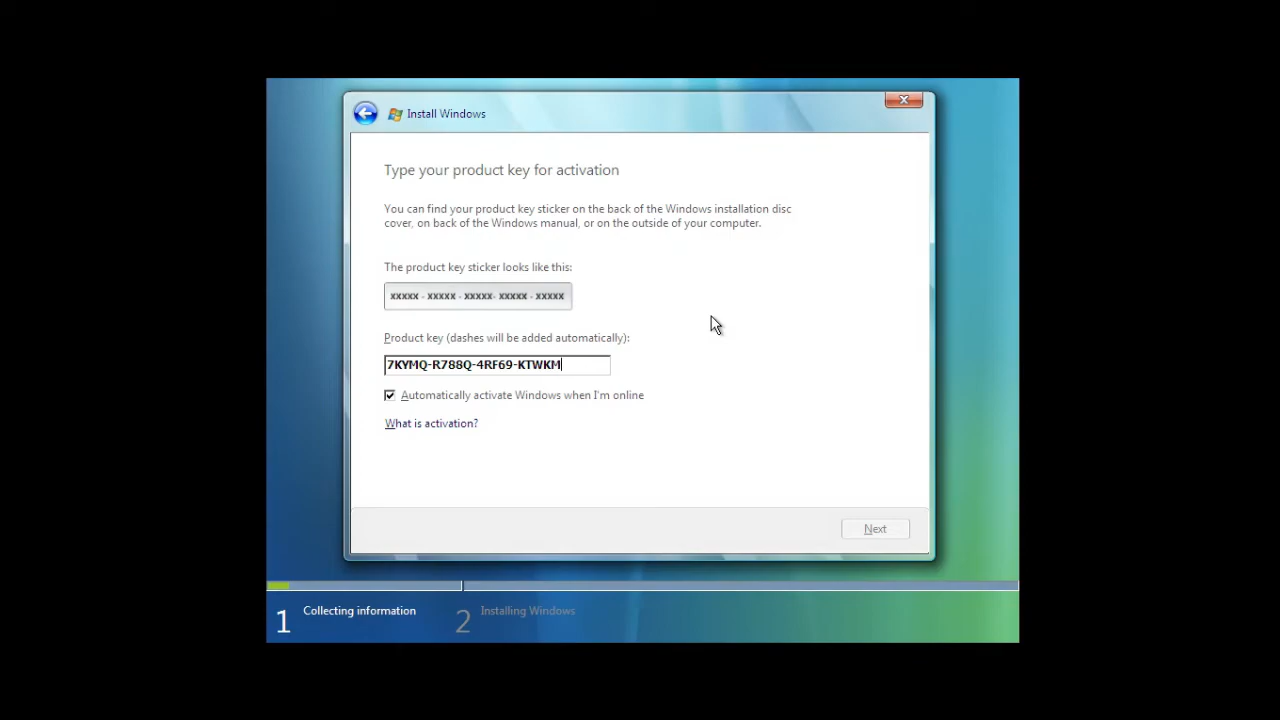 Install Windows
Type your product key for activation
You can find your product key sticker on the back of the Windows installation disc
cover, on back of the Windows manual, or on the outside of your computer.
The product key sticker looks like this:
XXXXX - XXXXX - XXXXX- XXXXX - XXXXX
Product key (dashes will be added automatically):
7KYMQ-R788Q-4RF69-KTWKM
Automatically activate Windows when I'm online
What is activation?
Next
1 Collecting information
2 Installing Windows